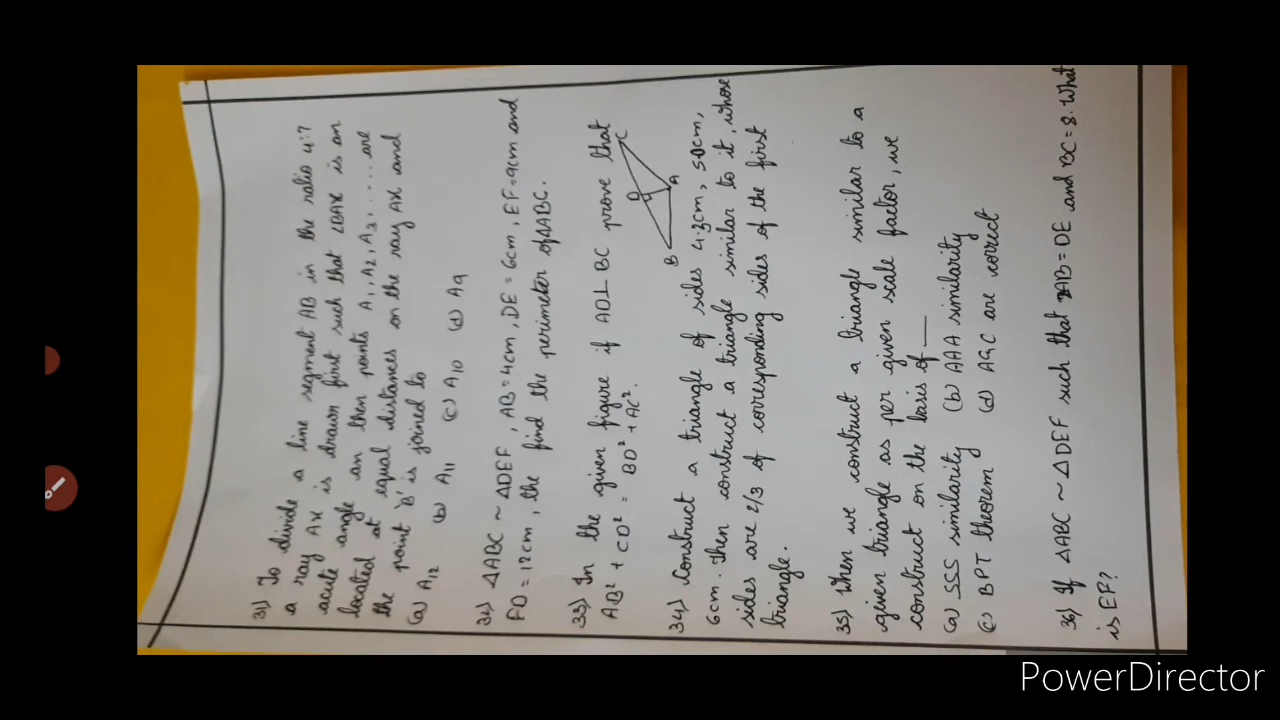 31) To divide a line segment AB in the ratio 4:7
a ray AX is drawn first such that ∠BAX is an
acute angle an then points A1, A2, A3, ..... are
located at equal distances on the ray AX and
the point 'B' is joined to
(a) A12 (b) A11 (c) A10 (d) A9
32) △ABC ~ △DEF, AB = 4cm, DE = 6cm, EF = 9cm and
FD = 12cm, the find the perimeter of △ABC.
33) In the given figure if AD⊥BC prove that
AB² + CD² = BD² + AC².
B D C A
34) Construct a triangle of sides 4.3cm, 5.0cm,
6cm. Then construct a triangle similar to it, whose
sides are 2/3 of corresponding sides of the first
triangle.
35) When we construct a triangle similar to a
given triangle as per given scale factor, we
construct on the basis of ___
(a) SSS similarity (b) AAA similarity
(c) BPT theorem (d) A&C are correct
36) If △ABC ~ △DEF such that 2AB = DE and BC = 8. What
is EF?
PowerDirector